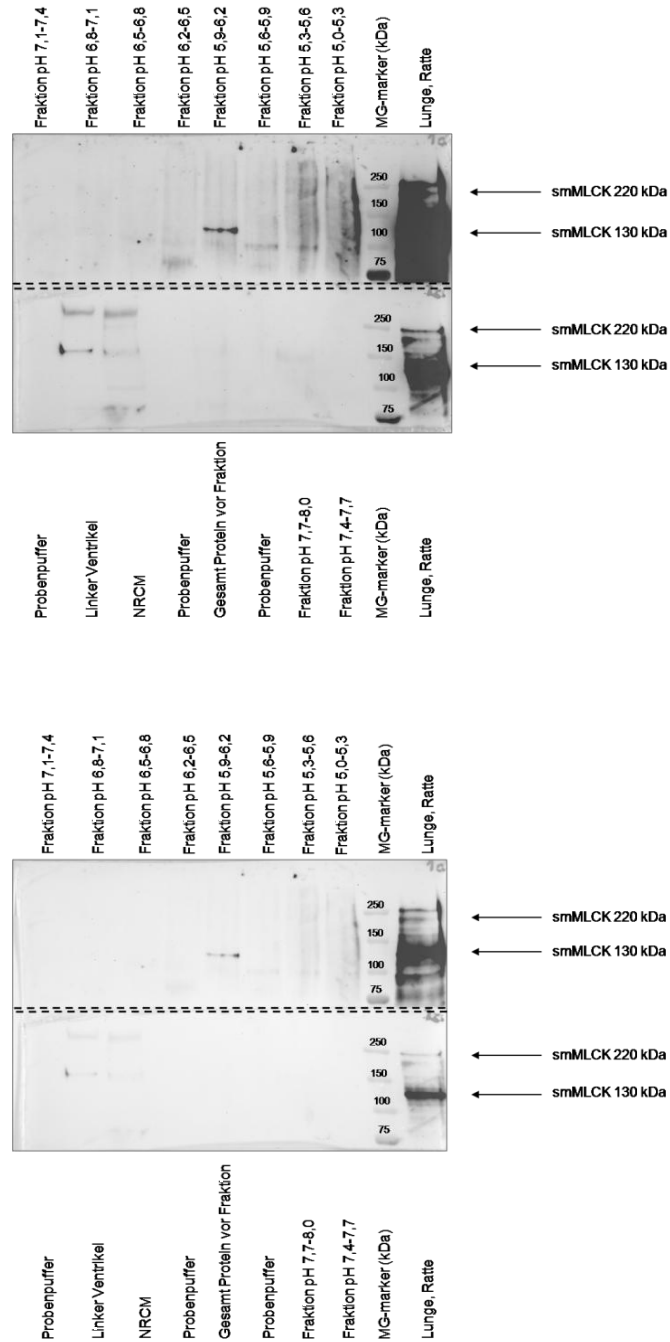 Fraktion pH 7,1-7,4
Fraktion pH 6,8-7,1
Fraktion pH 6,5-6,8
Fraktion pH 6,2-6,5
Fraktion pH 5,9-6,2
Fraktion pH 5,6-5,9
Fraktion pH 5,3-5,6
Fraktion pH 5,0-5,3
MG-marker (kDa)
Lunge, Ratte
250
150
100
75
smMLCK 220 kDa
smMLCK 130 kDa
250
150
100
75
smMLCK 220 kDa
smMLCK 130 kDa
Probenpuffer
Linker Ventrikel
NRCM
Probenpuffer
Gesamt Protein vor Fraktion
Probenpuffer
Fraktion pH 7,7-8,0
Fraktion pH 7,4-7,7
MG-marker (kDa)
Lunge, Ratte
Fraktion pH 7,1-7,4
Fraktion pH 6,8-7,1
Fraktion pH 6,5-6,8
Fraktion pH 6,2-6,5
Fraktion pH 5,9-6,2
Fraktion pH 5,6-5,9
Fraktion pH 5,3-5,6
Fraktion pH 5,0-5,3
MG-marker (kDa)
Lunge, Ratte
250
150
100
75
smMLCK 220 kDa
smMLCK 130 kDa
250
150
100
75
smMLCK 220 kDa
smMLCK 130 kDa
Probenpuffer
Linker Ventrikel
NRCM
Probenpuffer
Gesamt Protein vor Fraktion
Probenpuffer
Fraktion pH 7,7-8,0
Fraktion pH 7,4-7,7
MG-marker (kDa)
Lunge, Ratte